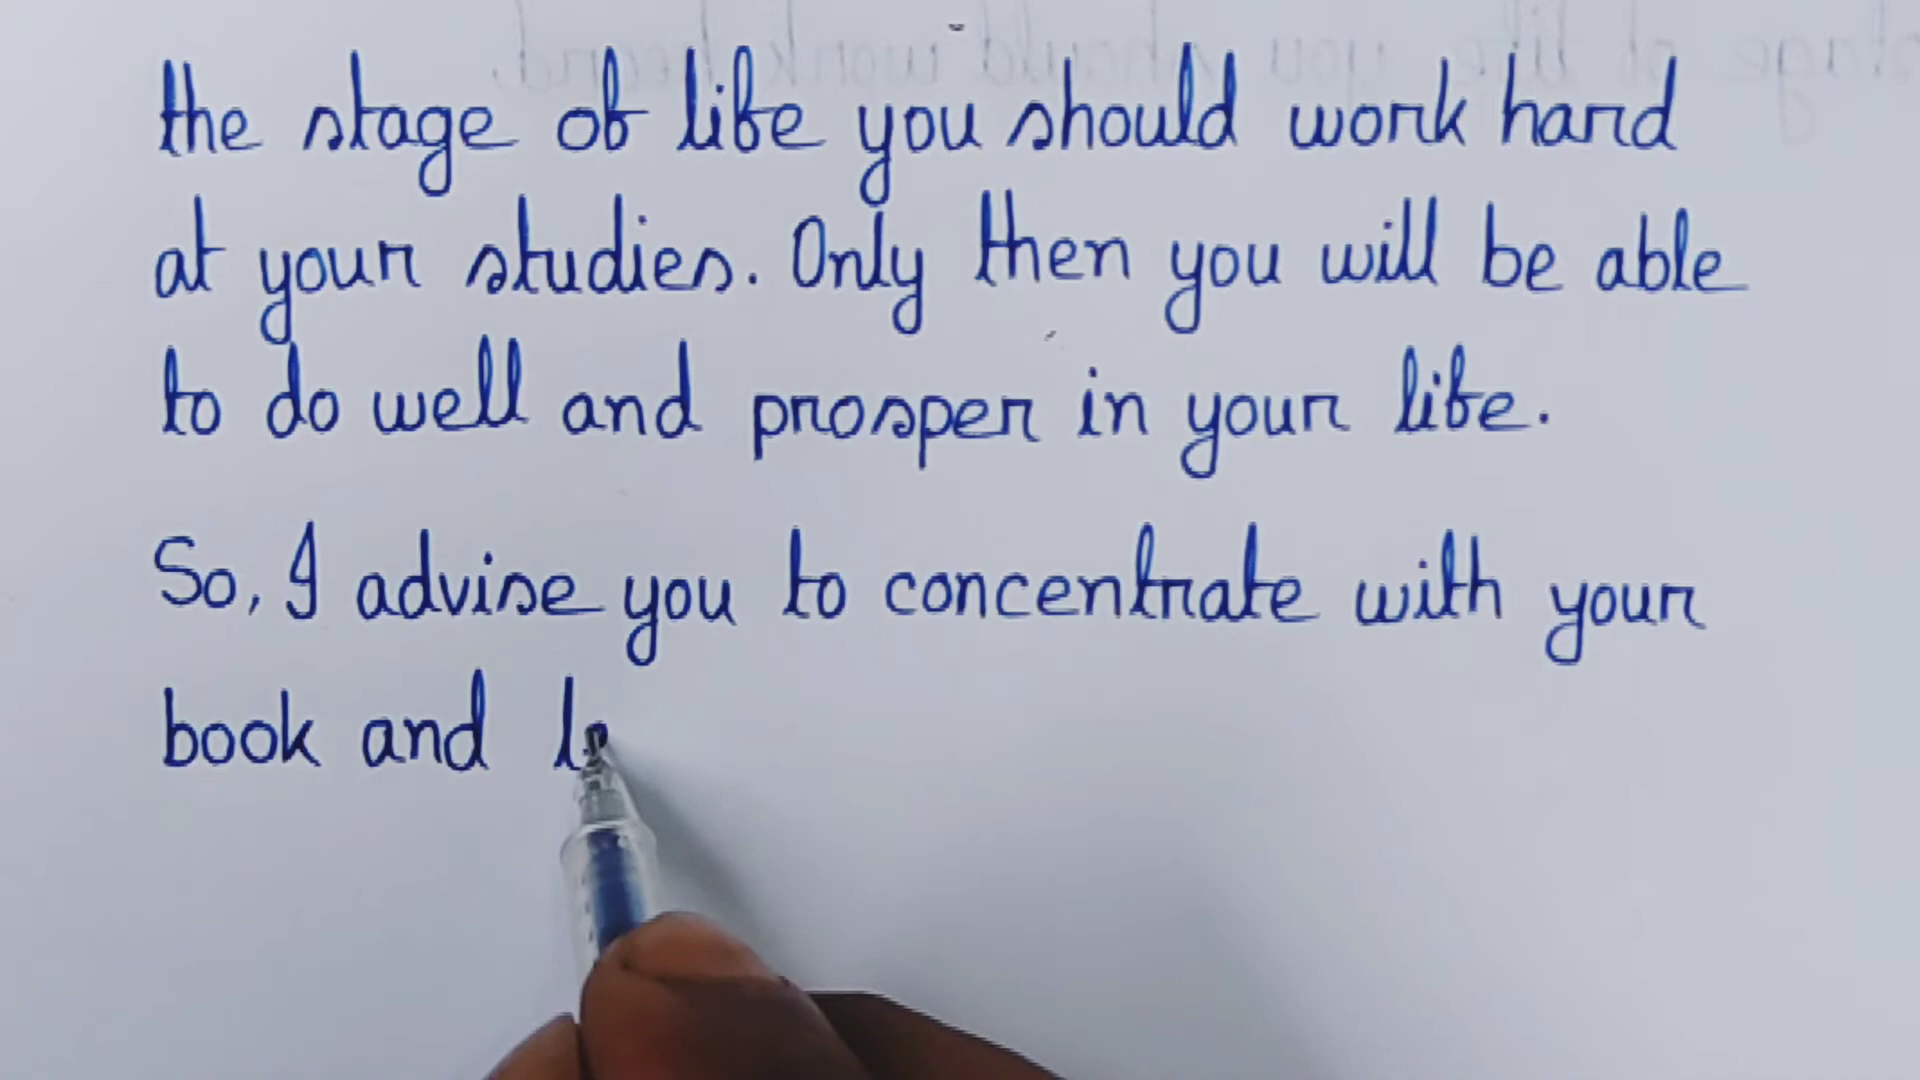 the stage of life you should work hard
at your studies. Only then you will be able
to do well and prosper in your life.
So, I advise you to concentrate with your
book and